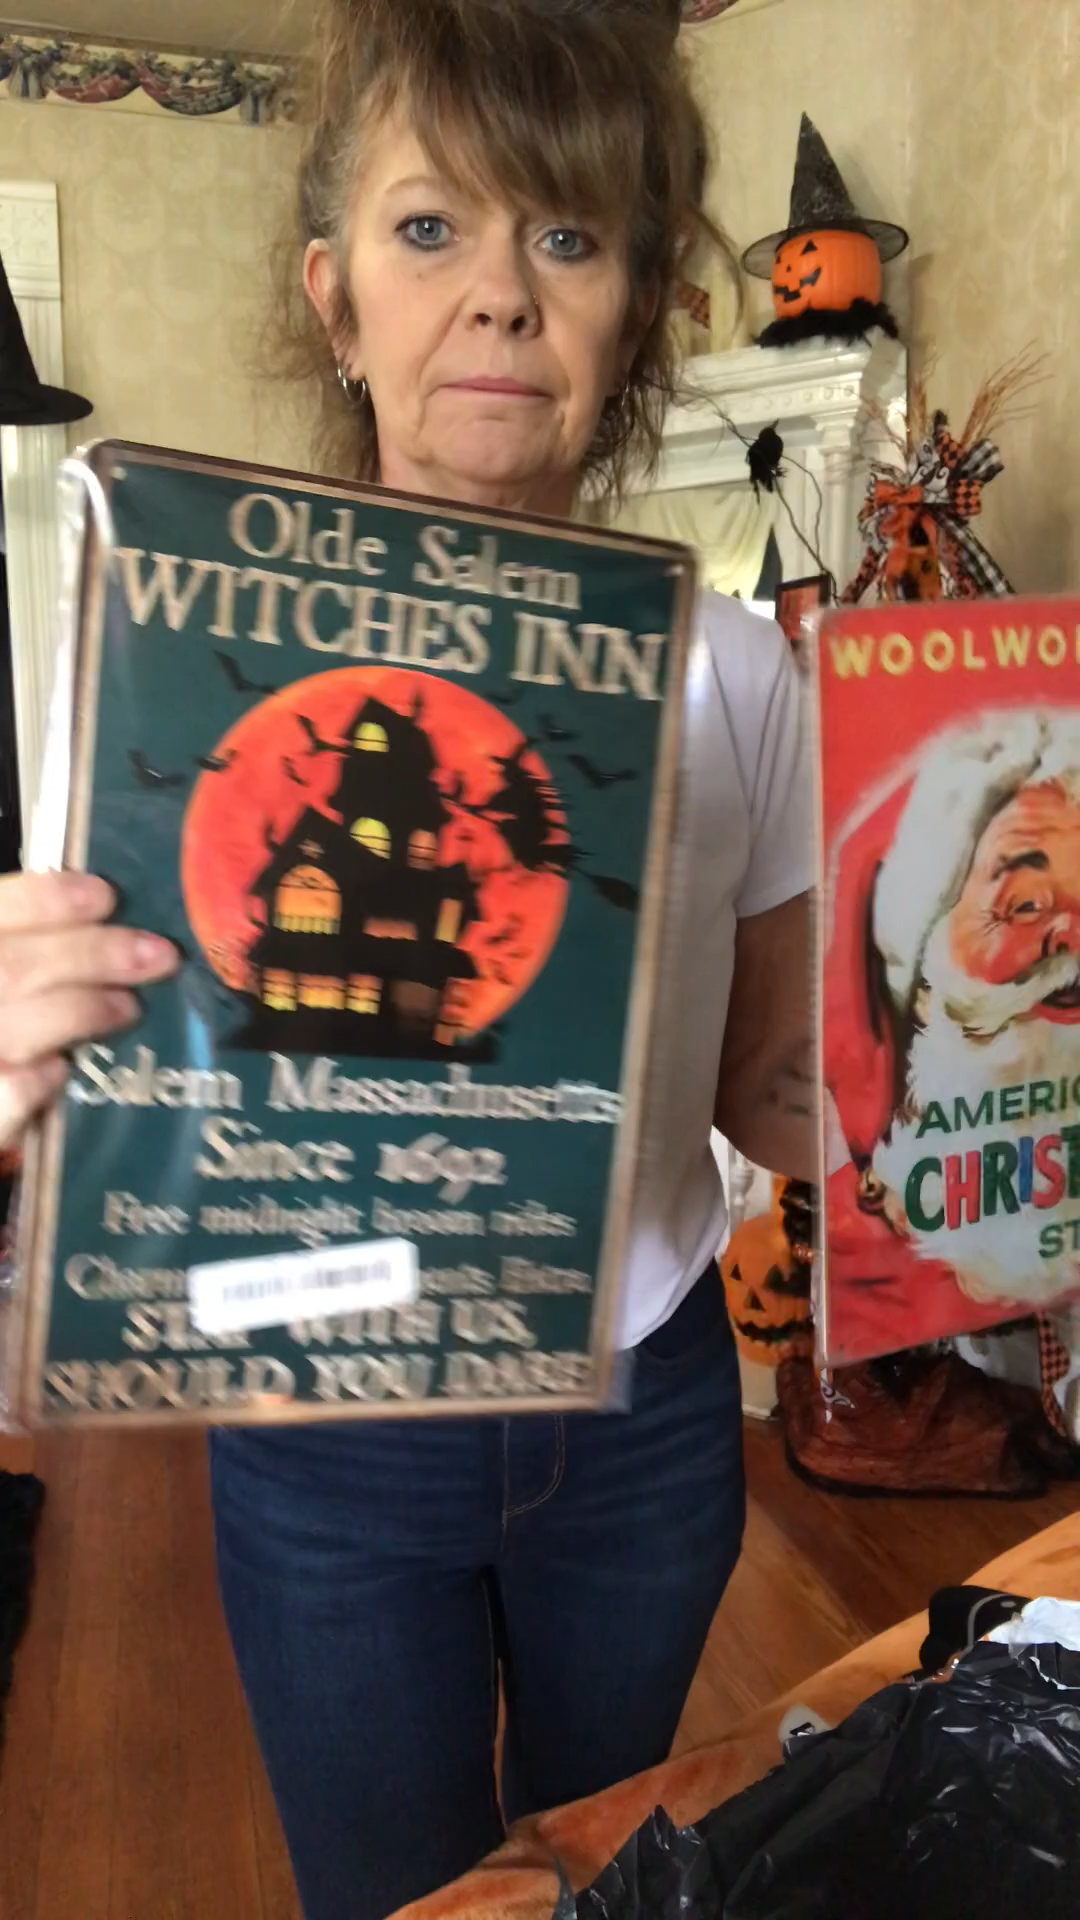 Olde Salem
WITCHES INN
Salem Massachusetts
Since 1692
Free midnight broom rides
STAY WITH US,
SHOULD YOU DARE
WOOLWO
AMERIC
CHRIST
ST